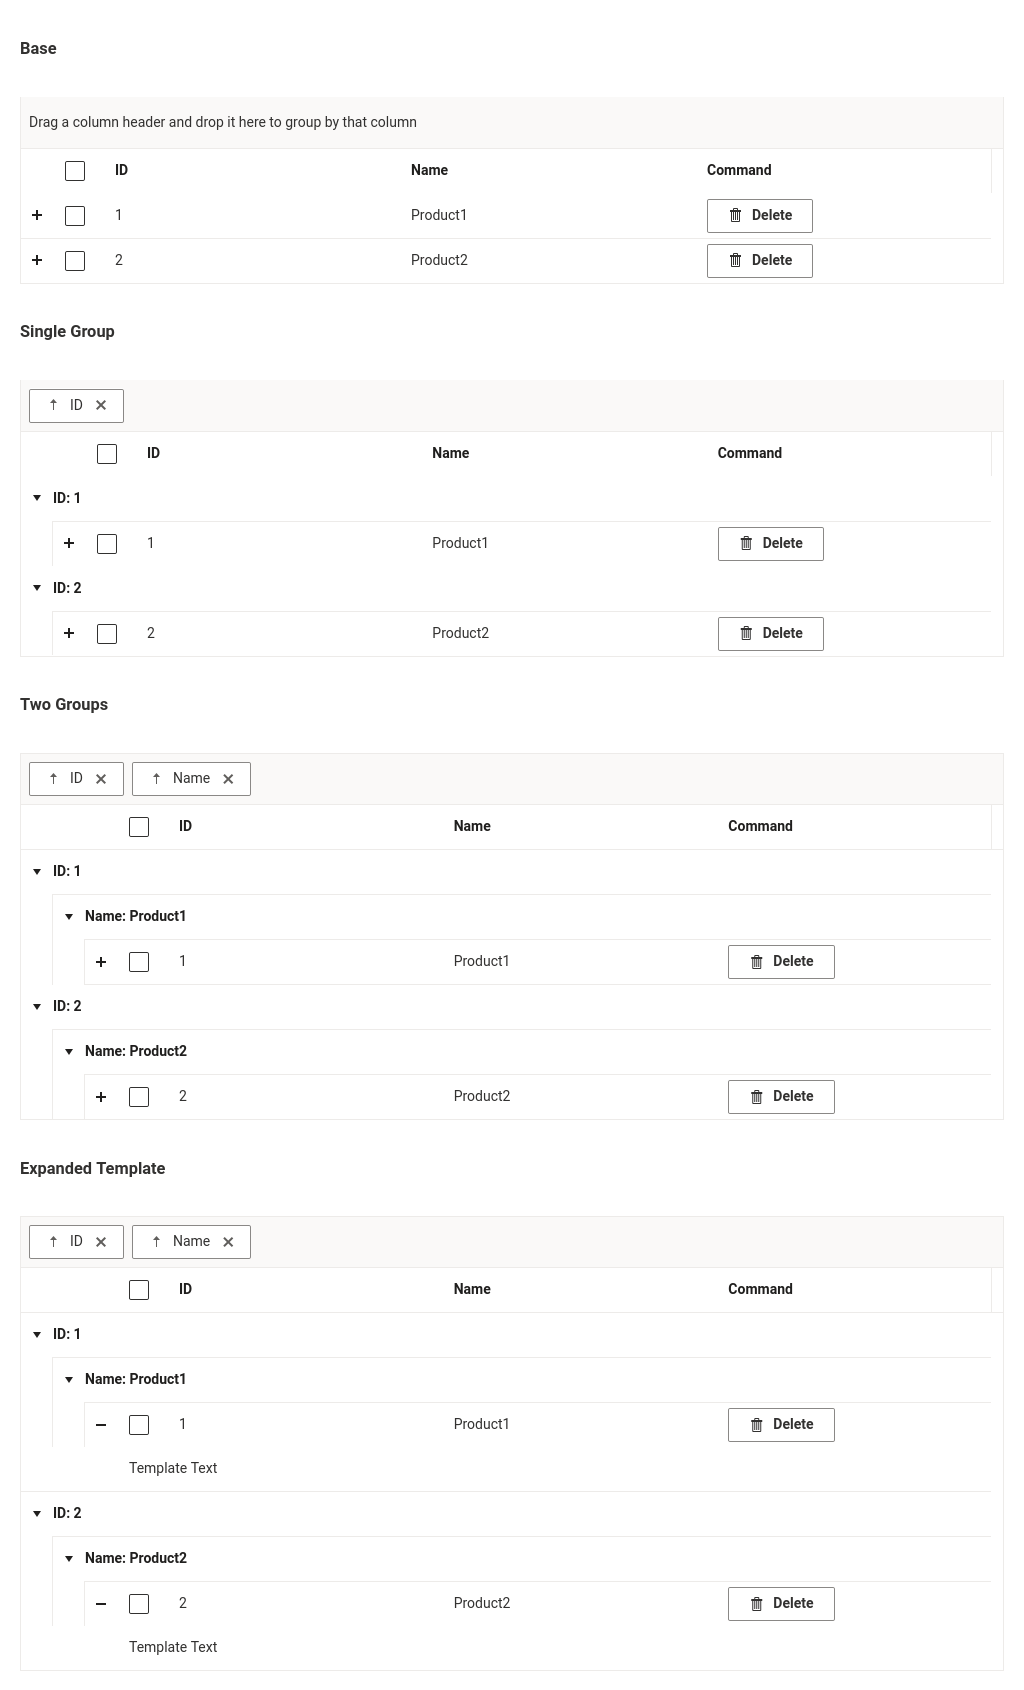 Base
Drag a column header and drop it here to group by that column
ID Name Command
1 Product1 Delete
2 Product2 Delete
Single Group
ID
ID Name Command
ID: 1
1 Product1 Delete
ID: 2
2 Product2 Delete
Two Groups
ID Name
ID Name Command
ID: 1
Name: Product1
1 Product1 Delete
ID: 2
Name: Product2
2 Product2 Delete
Expanded Template
ID Name
ID Name Command
ID: 1
Name: Product1
1 Product1 Delete
Template Text
ID: 2
Name: Product2
2 Product2 Delete
Template Text